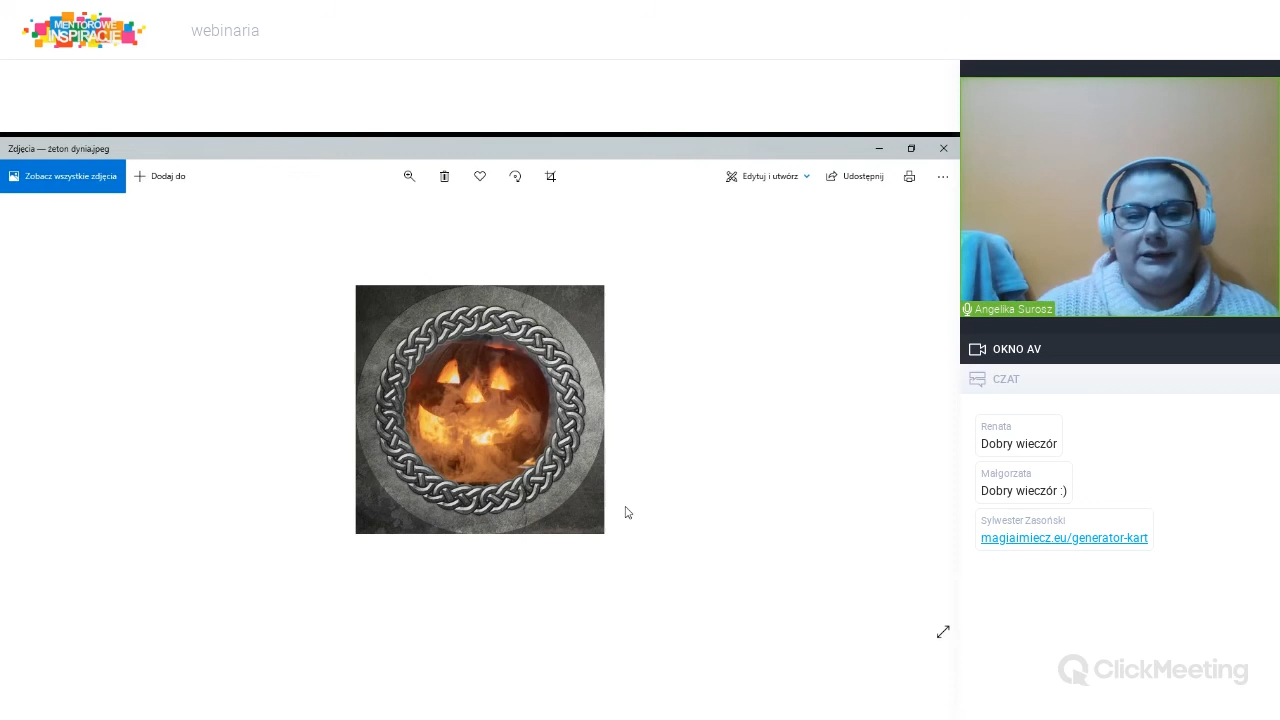 MENTOROWE
INSPIRACJE
webinaria
Zdjęcia — żeton dynia.jpeg
Zobacz wszystkie zdjęcia
Dodaj do
Edytuj i utwórz
Udostępnij
Angelika Surosz
OKNO AV
CZAT
Renata
Dobry wieczór
Małgorzata
Dobry wieczór :)
Sylwester Zasoński
magiaimiecz.eu/generator-kart
ClickMeeting